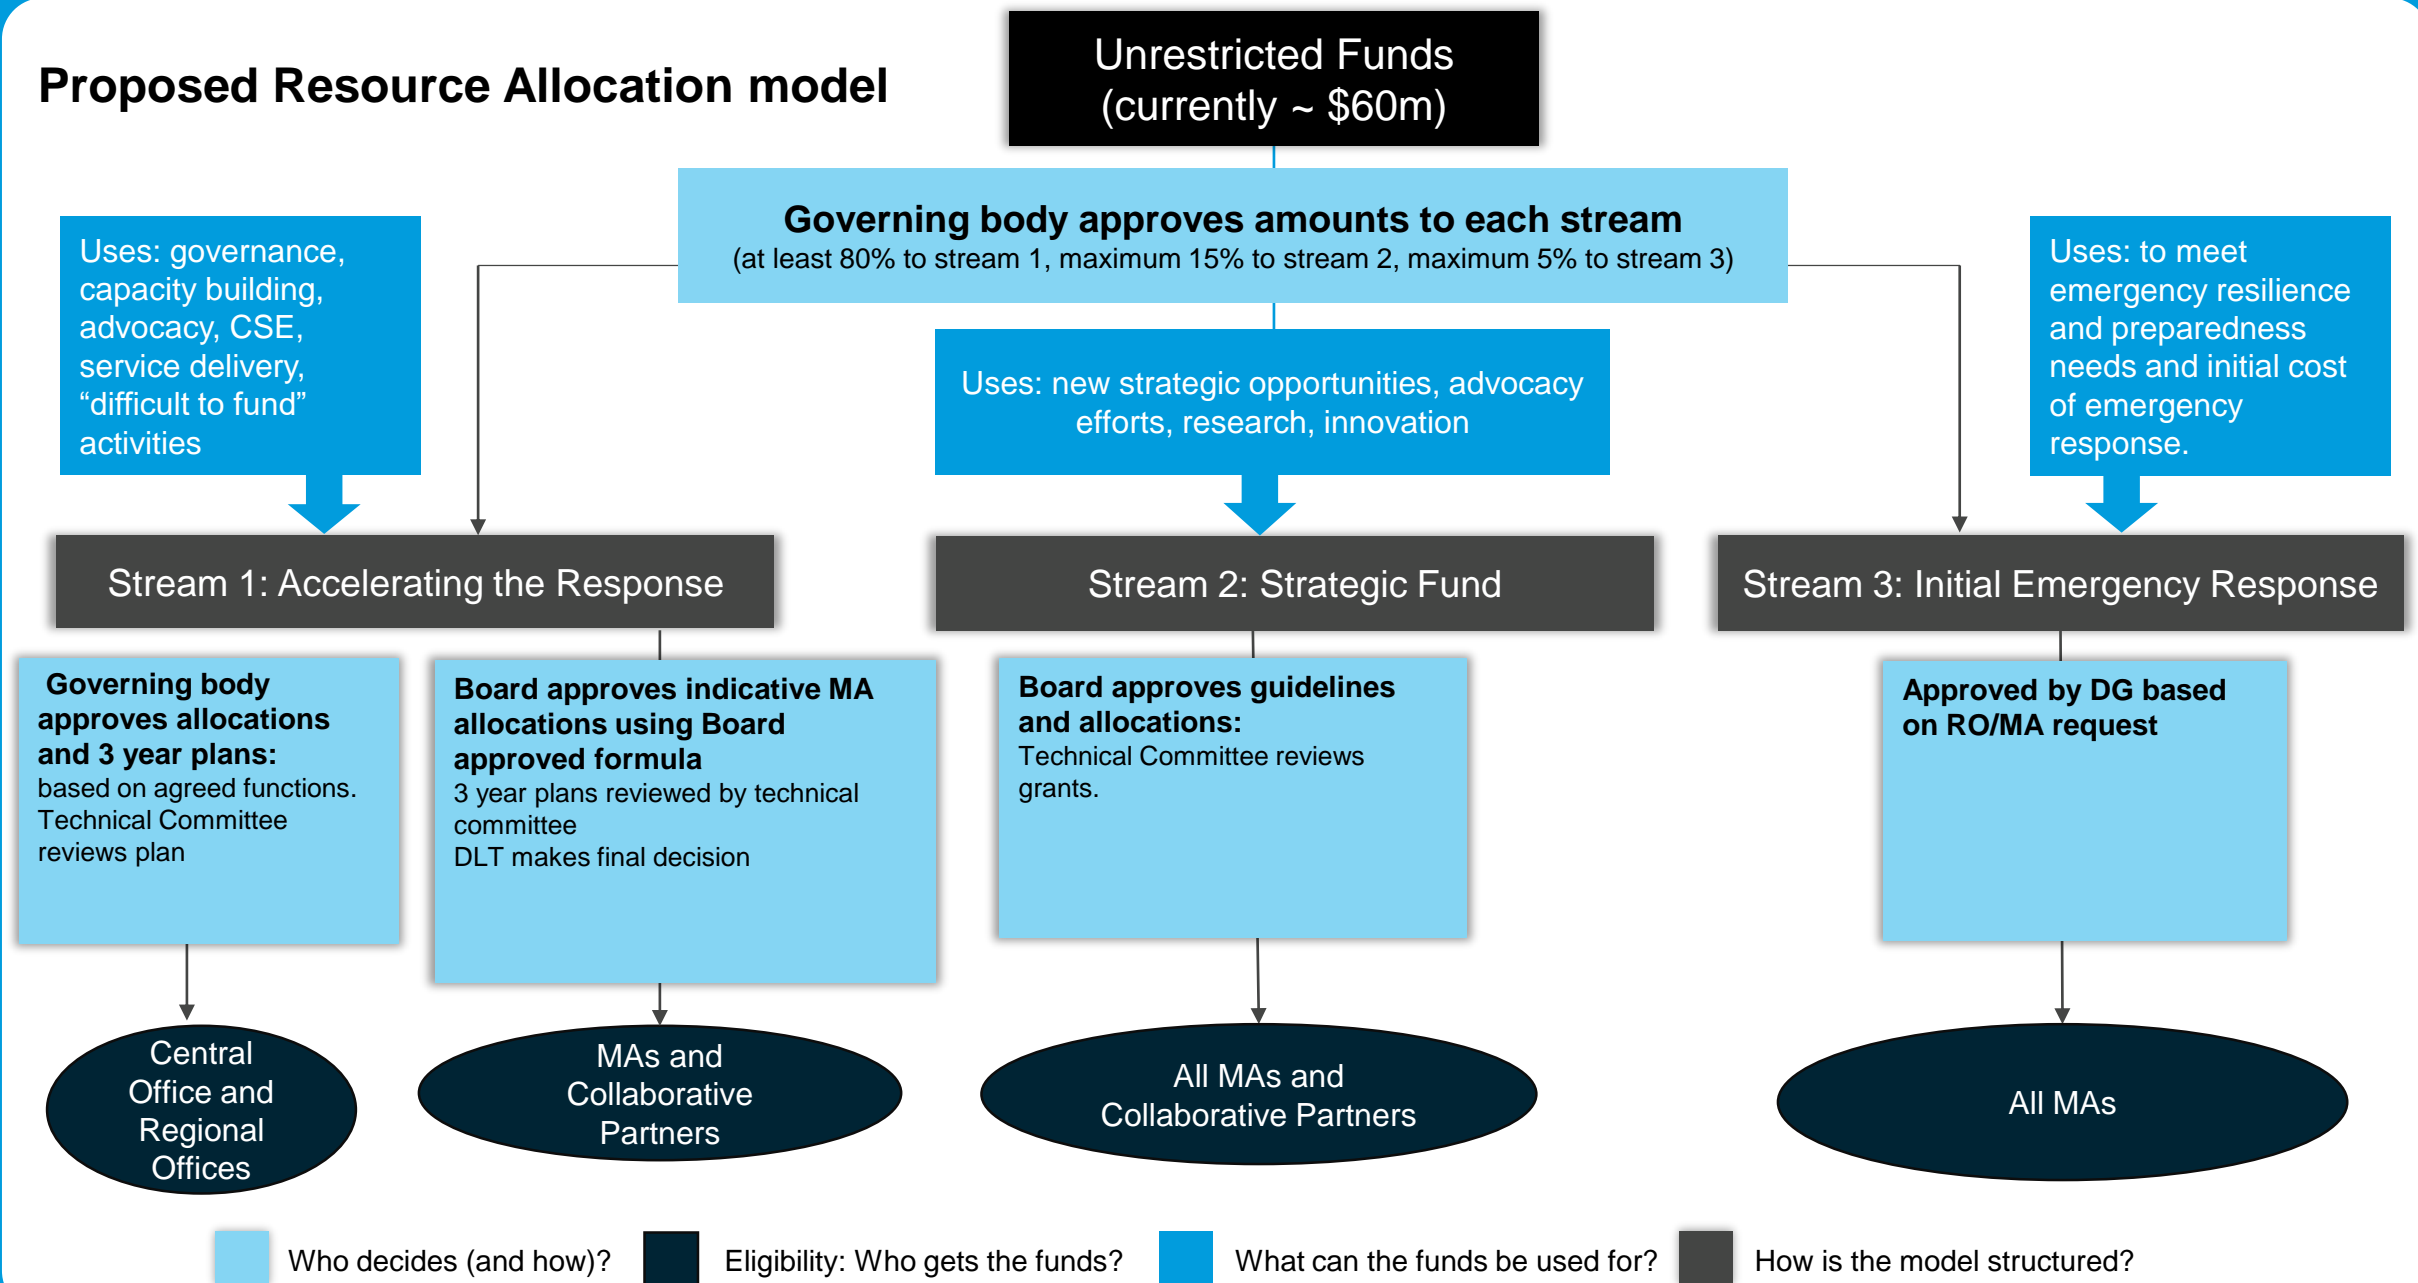 Proposed Resource Allocation model
Unrestricted Funds
(currently ~ $60m)
Governing body approves amounts to each stream
(at least 80% to stream 1, maximum 15% to stream 2, maximum 5% to stream 3)
Uses: governance,
capacity building,
advocacy, CSE,
service delivery,
“difficult to fund”
activities
Uses: new strategic opportunities, advocacy
efforts, research, innovation
Uses: to meet
emergency resilience
and preparedness
needs and initial cost
of emergency
response.
Stream 1: Accelerating the Response
Stream 2: Strategic Fund
Stream 3: Initial Emergency Response
Governing body
approves allocations
and 3 year plans:
based on agreed functions.
Technical Committee
reviews plan
Board approves indicative MA
allocations using Board
approved formula
3 year plans reviewed by technical
committee
DLT makes final decision
Board approves guidelines
and allocations:
Technical Committee reviews
grants.
Approved by DG based
on RO/MA request
Central
Office and
Regional
Offices
MAs and
Collaborative
Partners
All MAs and
Collaborative Partners
All MAs
Who decides (and how)?
Eligibility: Who gets the funds?
What can the funds be used for?
How is the model structured?